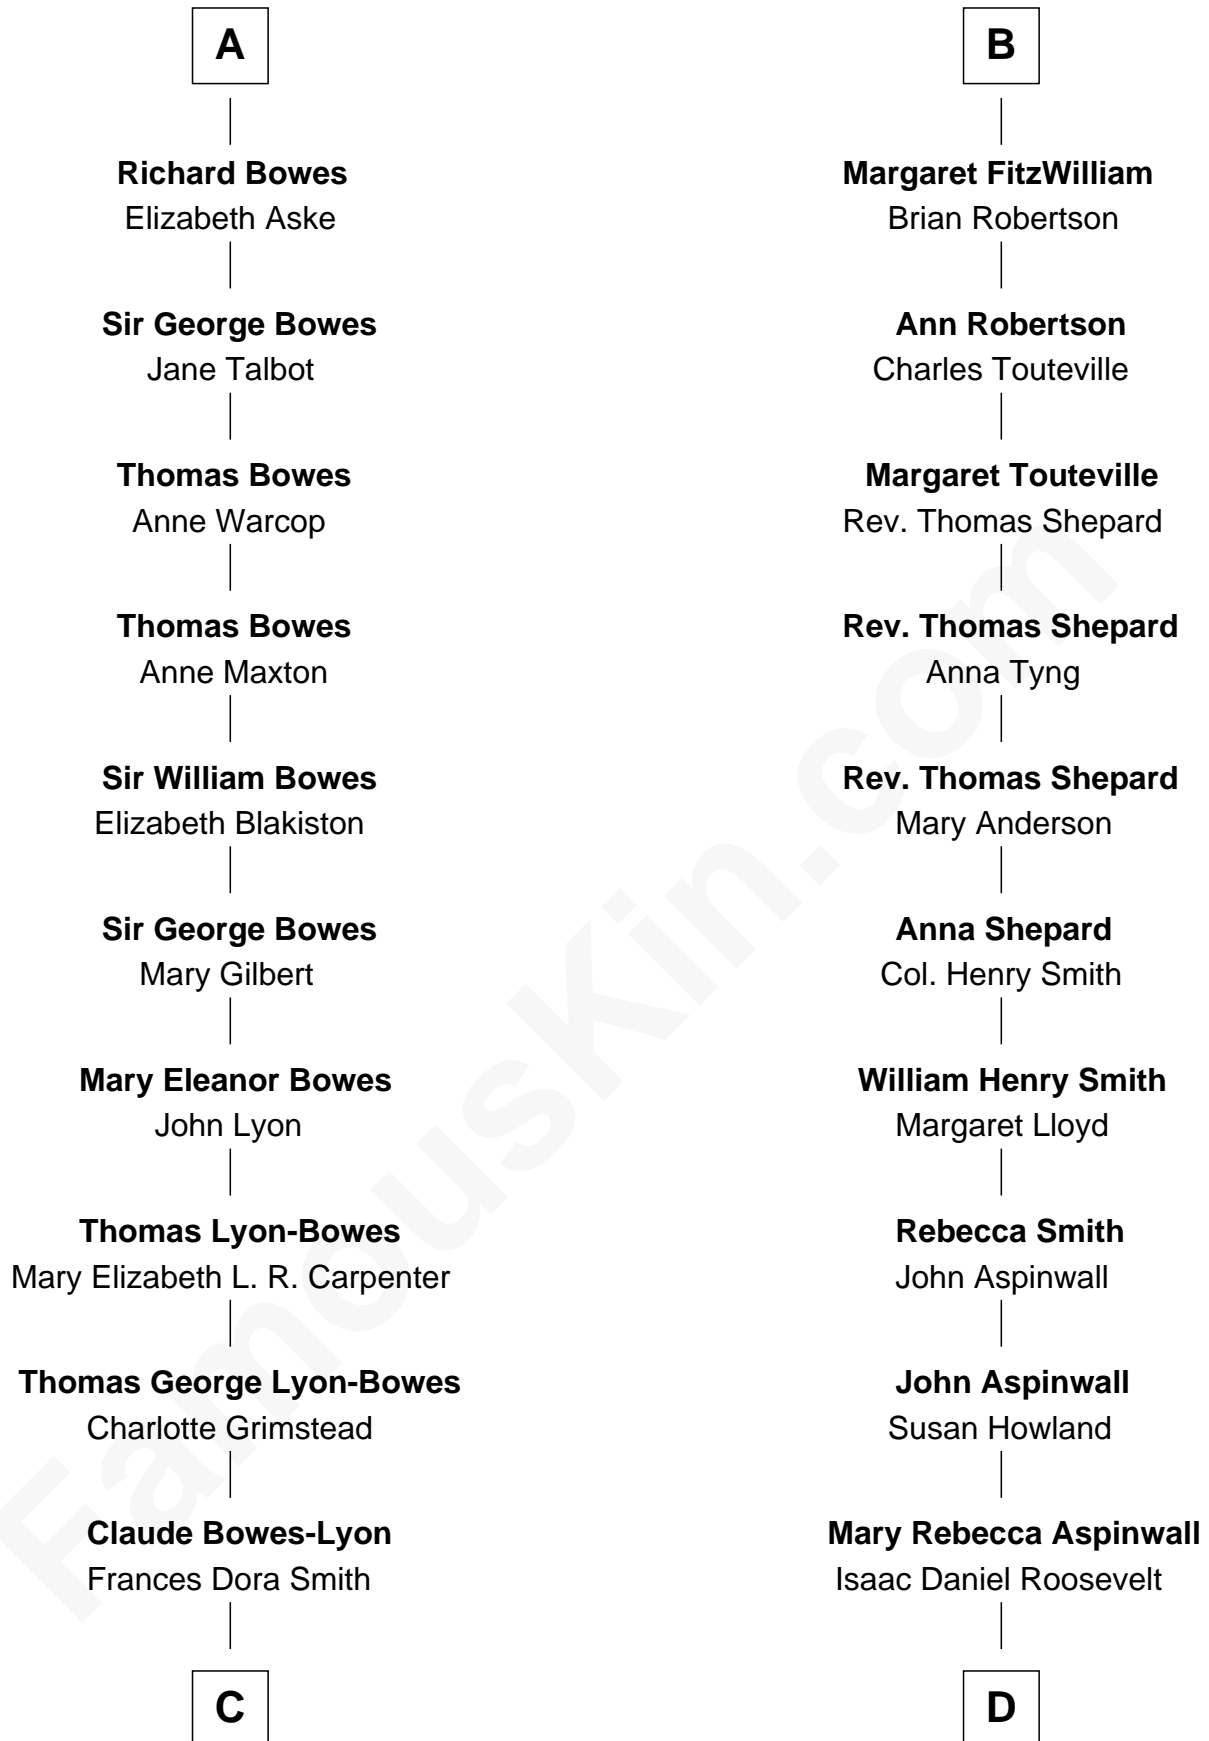 A
Richard Bowes
Elizabeth Aske
Sir George Bowes
Jane Talbot
Thomas Bowes
Anne Warcop
Thomas Bowes
Anne Maxton
Sir William Bowes
Elizabeth Blakiston
Sir George Bowes
Mary Gilbert
Mary Eleanor Bowes
John Lyon
Thomas Lyon-Bowes
Mary Elizabeth L. R. Carpenter
Thomas George Lyon-Bowes
Charlotte Grimstead
Claude Bowes-Lyon
Frances Dora Smith
C
B
Margaret FitzWilliam
Brian Robertson
Ann Robertson
Charles Touteville
Margaret Touteville
Rev. Thomas Shepard
Rev. Thomas Shepard
Anna Tyng
Rev. Thomas Shepard
Mary Anderson
Anna Shepard
Col. Henry Smith
William Henry Smith
Margaret Lloyd
Rebecca Smith
John Aspinwall
John Aspinwall
Susan Howland
Mary Rebecca Aspinwall
Isaac Daniel Roosevelt
D
FamousKin.com